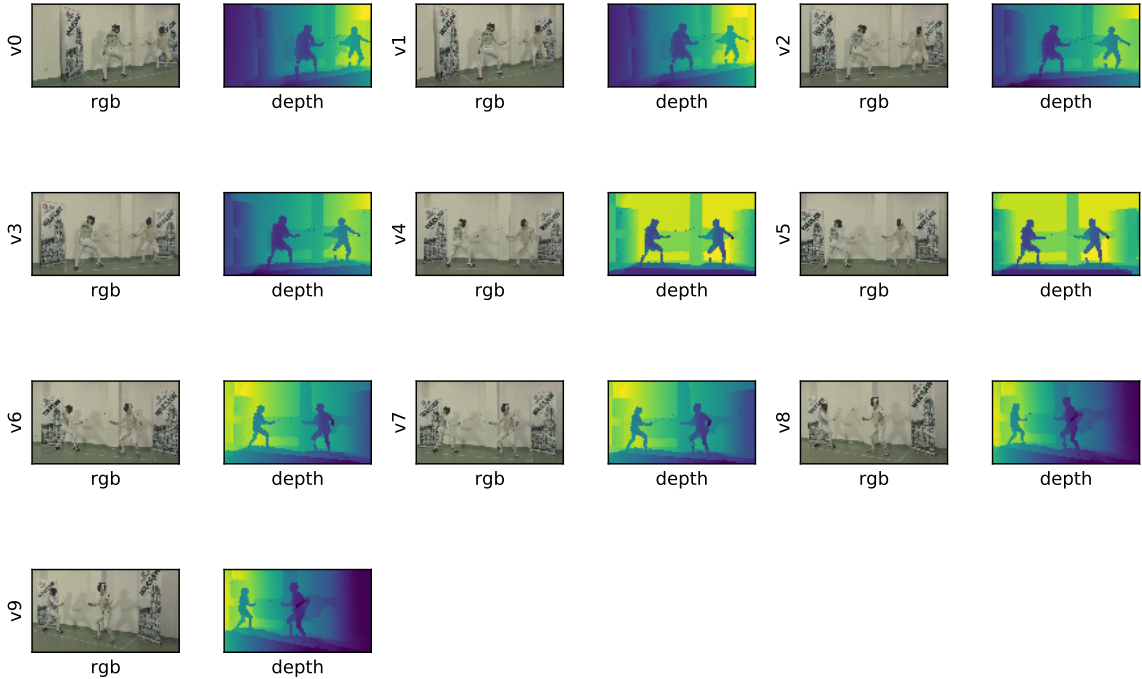 v0
rgb
depth
v1
rgb
depth
v2
rgb
depth
v3
rgb
depth
v4
rgb
depth
v5
rgb
depth
v6
rgb
depth
v7
rgb
depth
v8
rgb
depth
v9
rgb
depth